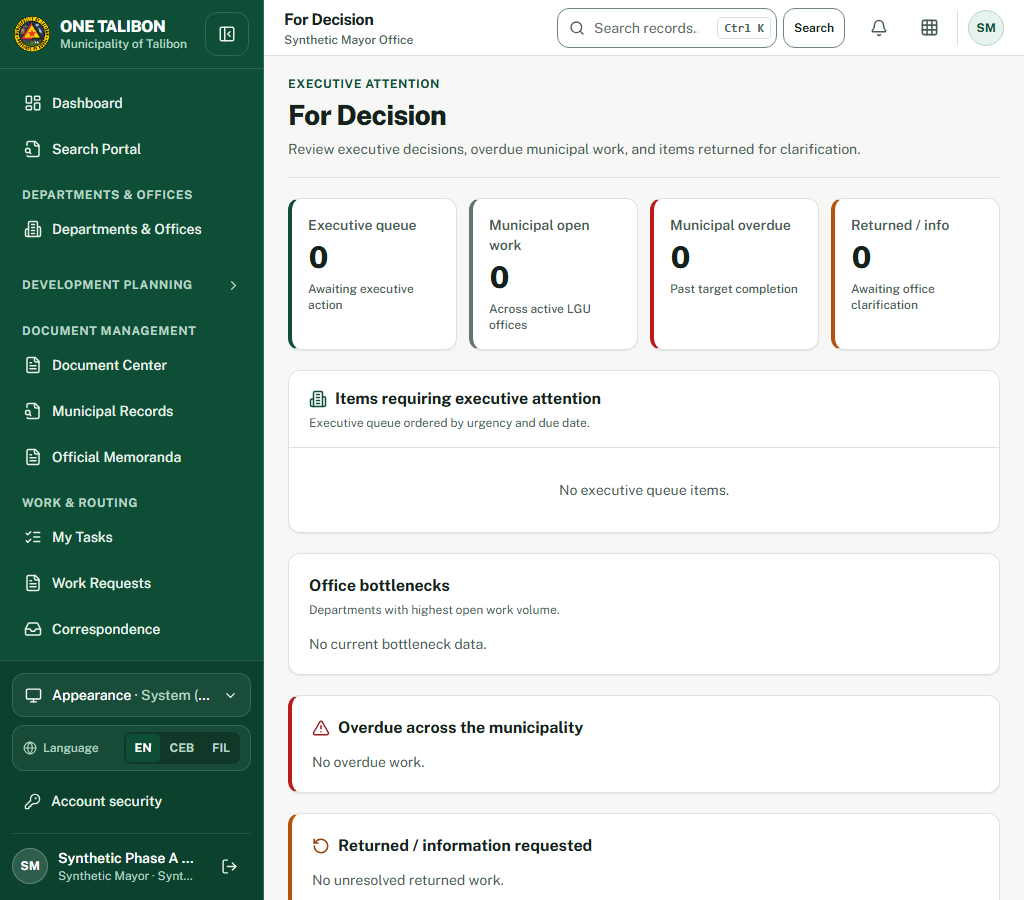 ONE TALIBON
Municipality of Talibon
Dashboard
Search Portal
DEPARTMENTS & OFFICES
Departments & Offices
DEVELOPMENT PLANNING
DOCUMENT MANAGEMENT
Document Center
Municipal Records
Official Memoranda
WORK & ROUTING
My Tasks
Work Requests
Correspondence
Appearance · System (...
Language EN CEB FIL
Account security
SM
Synthetic Phase A ...
Synthetic Mayor · Synt...
For Decision
Synthetic Mayor Office
Search records.. Ctrl K
Search
SM
EXECUTIVE ATTENTION
For Decision
Review executive decisions, overdue municipal work, and items returned for clarification.
Executive queue
0
Awaiting executive
action
Municipal open
work
0
Across active LGU
offices
Municipal overdue
0
Past target completion
Returned / info
0
Awaiting office
clarification
Items requiring executive attention
Executive queue ordered by urgency and due date.
No executive queue items.
Office bottlenecks
Departments with highest open work volume.
No current bottleneck data.
Overdue across the municipality
No overdue work.
Returned / information requested
No unresolved returned work.